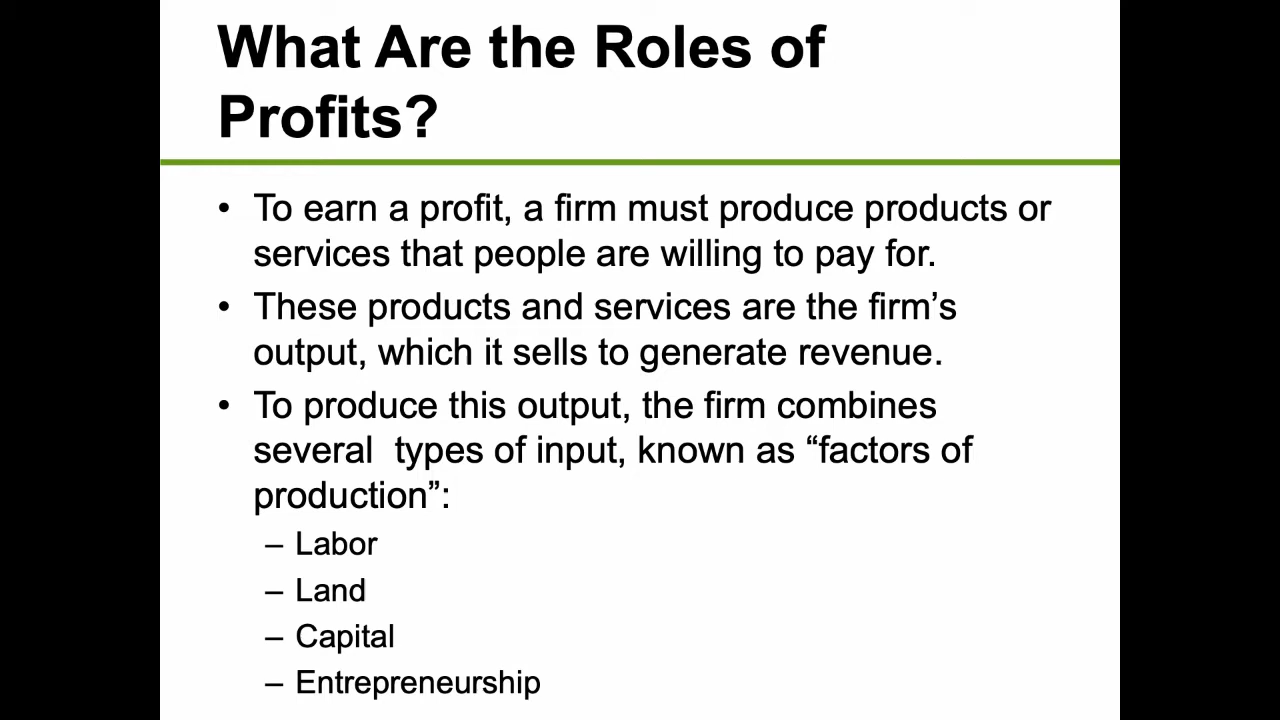 What Are the Roles of
Profits?
• To earn a profit, a firm must produce products or
services that people are willing to pay for.
• These products and services are the firm’s
output, which it sells to generate revenue.
• To produce this output, the firm combines
several  types of input, known as “factors of
production”:
– Labor
– Land
– Capital
– Entrepreneurship